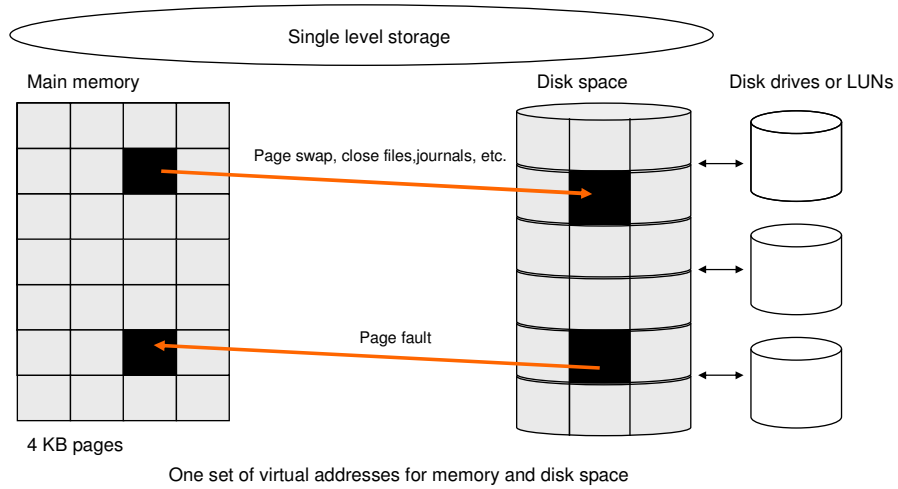 Single level storage
Main memory
Disk space
Disk drives or LUNs
Page swap, close files,journals, etc.
Page fault
4 KB pages
One set of virtual addresses for memory and disk space